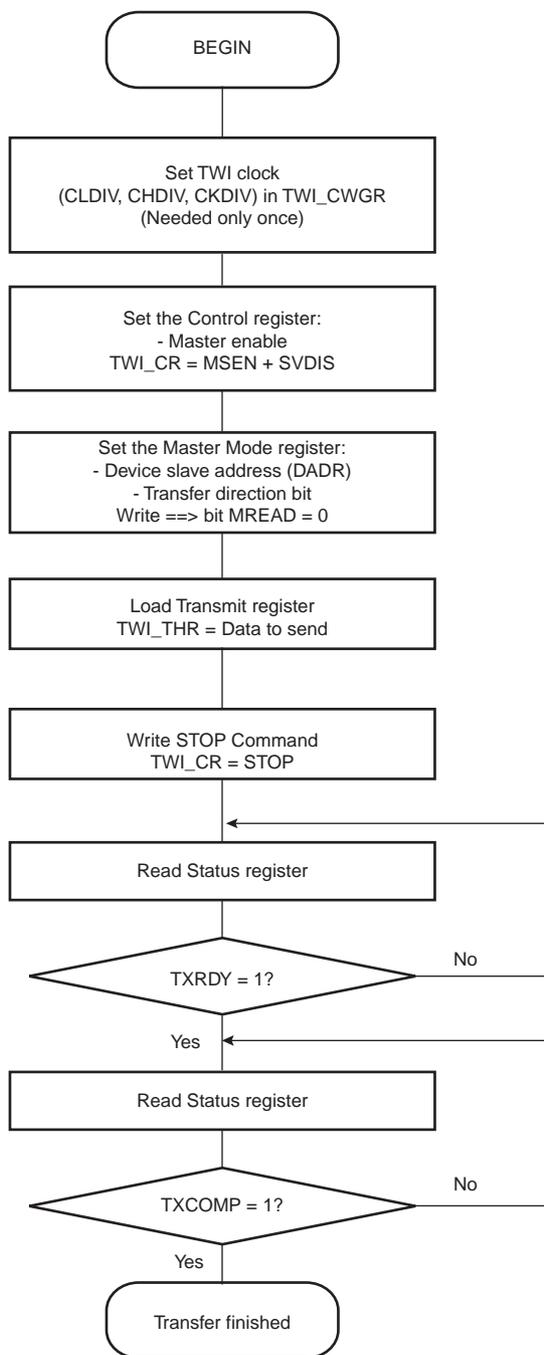 BEGIN
Set TWI clock
(CLDIV, CHDIV, CKDIV) in TWI_CWGR
(Needed only once)
Set the Control register:
- Master enable
TWI_CR = MSEN + SVDIS
Set the Master Mode register:
- Device slave address (DADR)
- Transfer direction bit
Write ==> bit MREAD = 0
Load Transmit register
TWI_THR = Data to send
Write STOP Command
TWI_CR = STOP
Read Status register
TXRDY = 1?
No
Yes
Read Status register
TXCOMP = 1?
No
Yes
Transfer finished